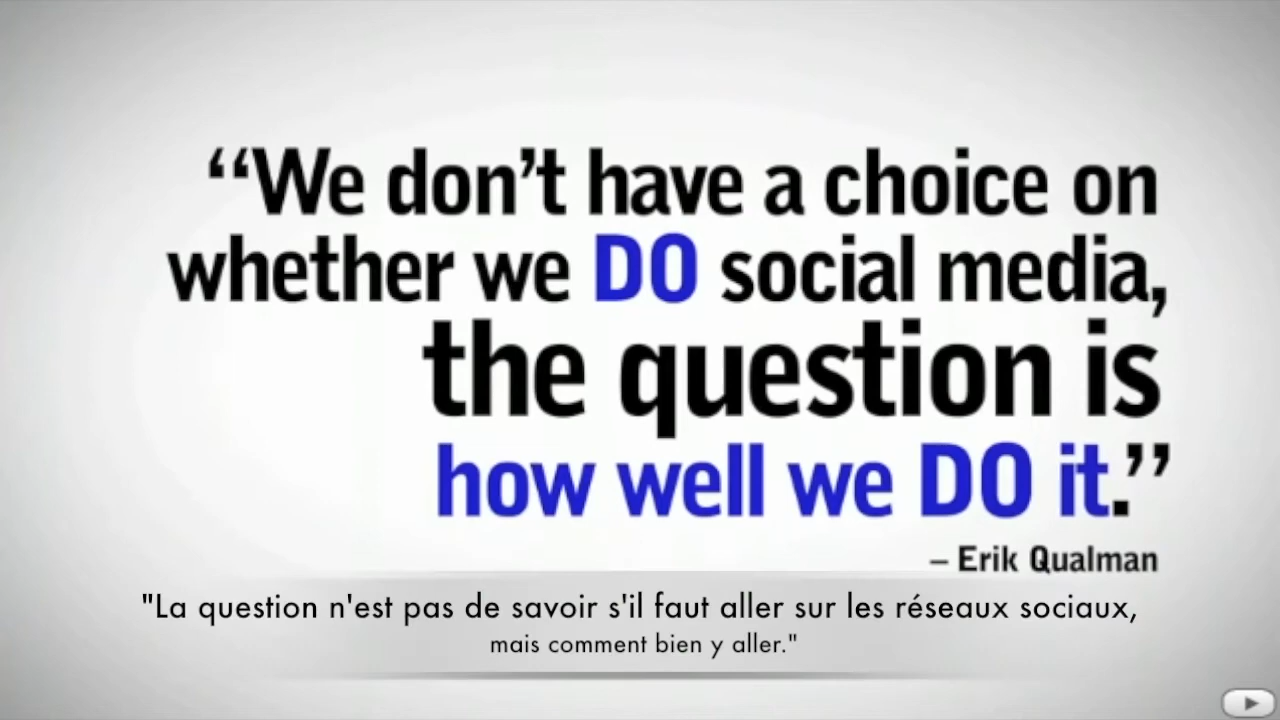 “We don’t have a choice on
whether we DO social media,
the question is
how well we DO it.”
– Erik Qualman
"La question n'est pas de savoir s'il faut aller sur les réseaux sociaux,
mais comment bien y aller."